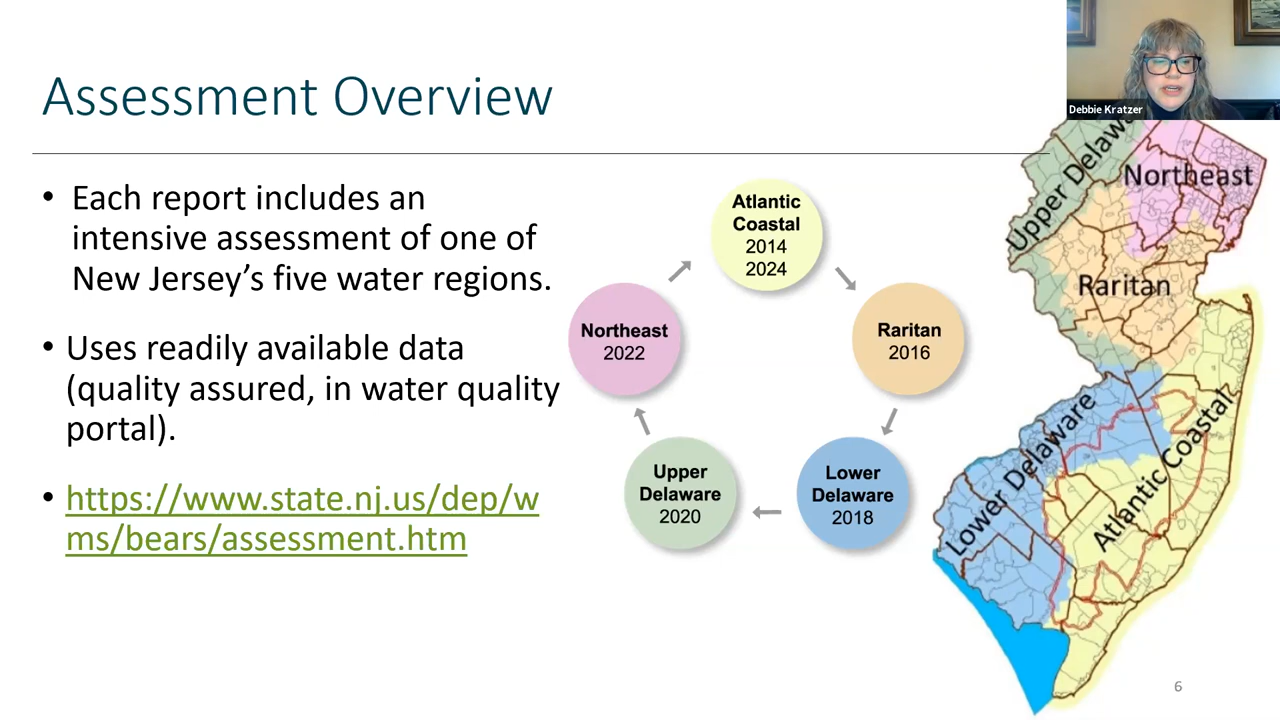 Assessment Overview
• Each report includes an
intensive assessment of one of
New Jersey's five water regions.
• Uses readily available data
(quality assured, in water quality
portal).
• https://www.state.nj.us/dep/w
ms/bears/assessment.htm
Atlantic
Coastal
2014
2024
Raritan
2016
Lower
Delaware
2018
Upper
Delaware
2020
Northeast
2022
Debbie Kratzer
Upper Delawa
Northeast
Raritan
Lower Delaware
Atlantic Coastal
6